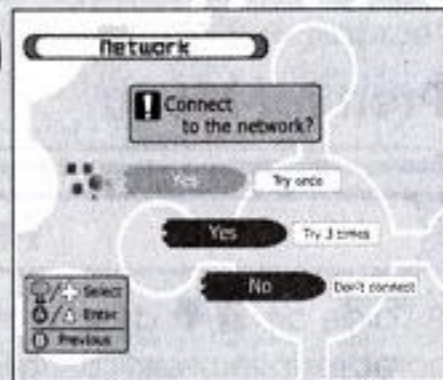 Network
Connect
to the network?
Yes Try once
Yes Try 3 times
No Don't connect
Select
Enter
Previous